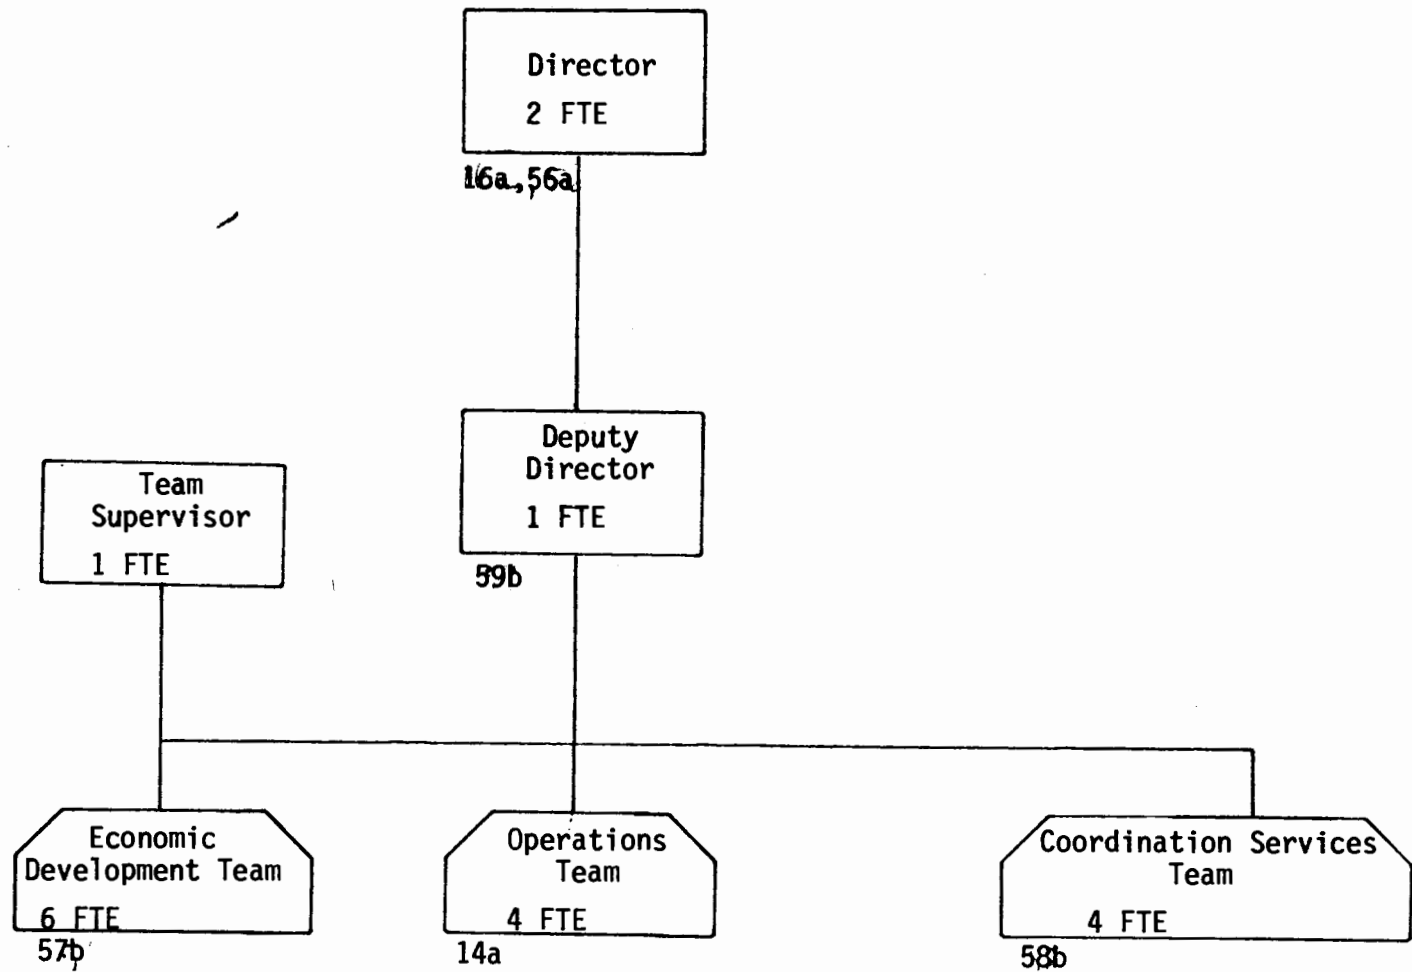 Director
2 FTE
16a,56a
Deputy
Director
1 FTE
59b
Team
Supervisor
1 FTE
Economic
Development Team
6 FTE
57b
Operations
Team
4 FTE
14a
Coordination Services
Team
4 FTE
58b